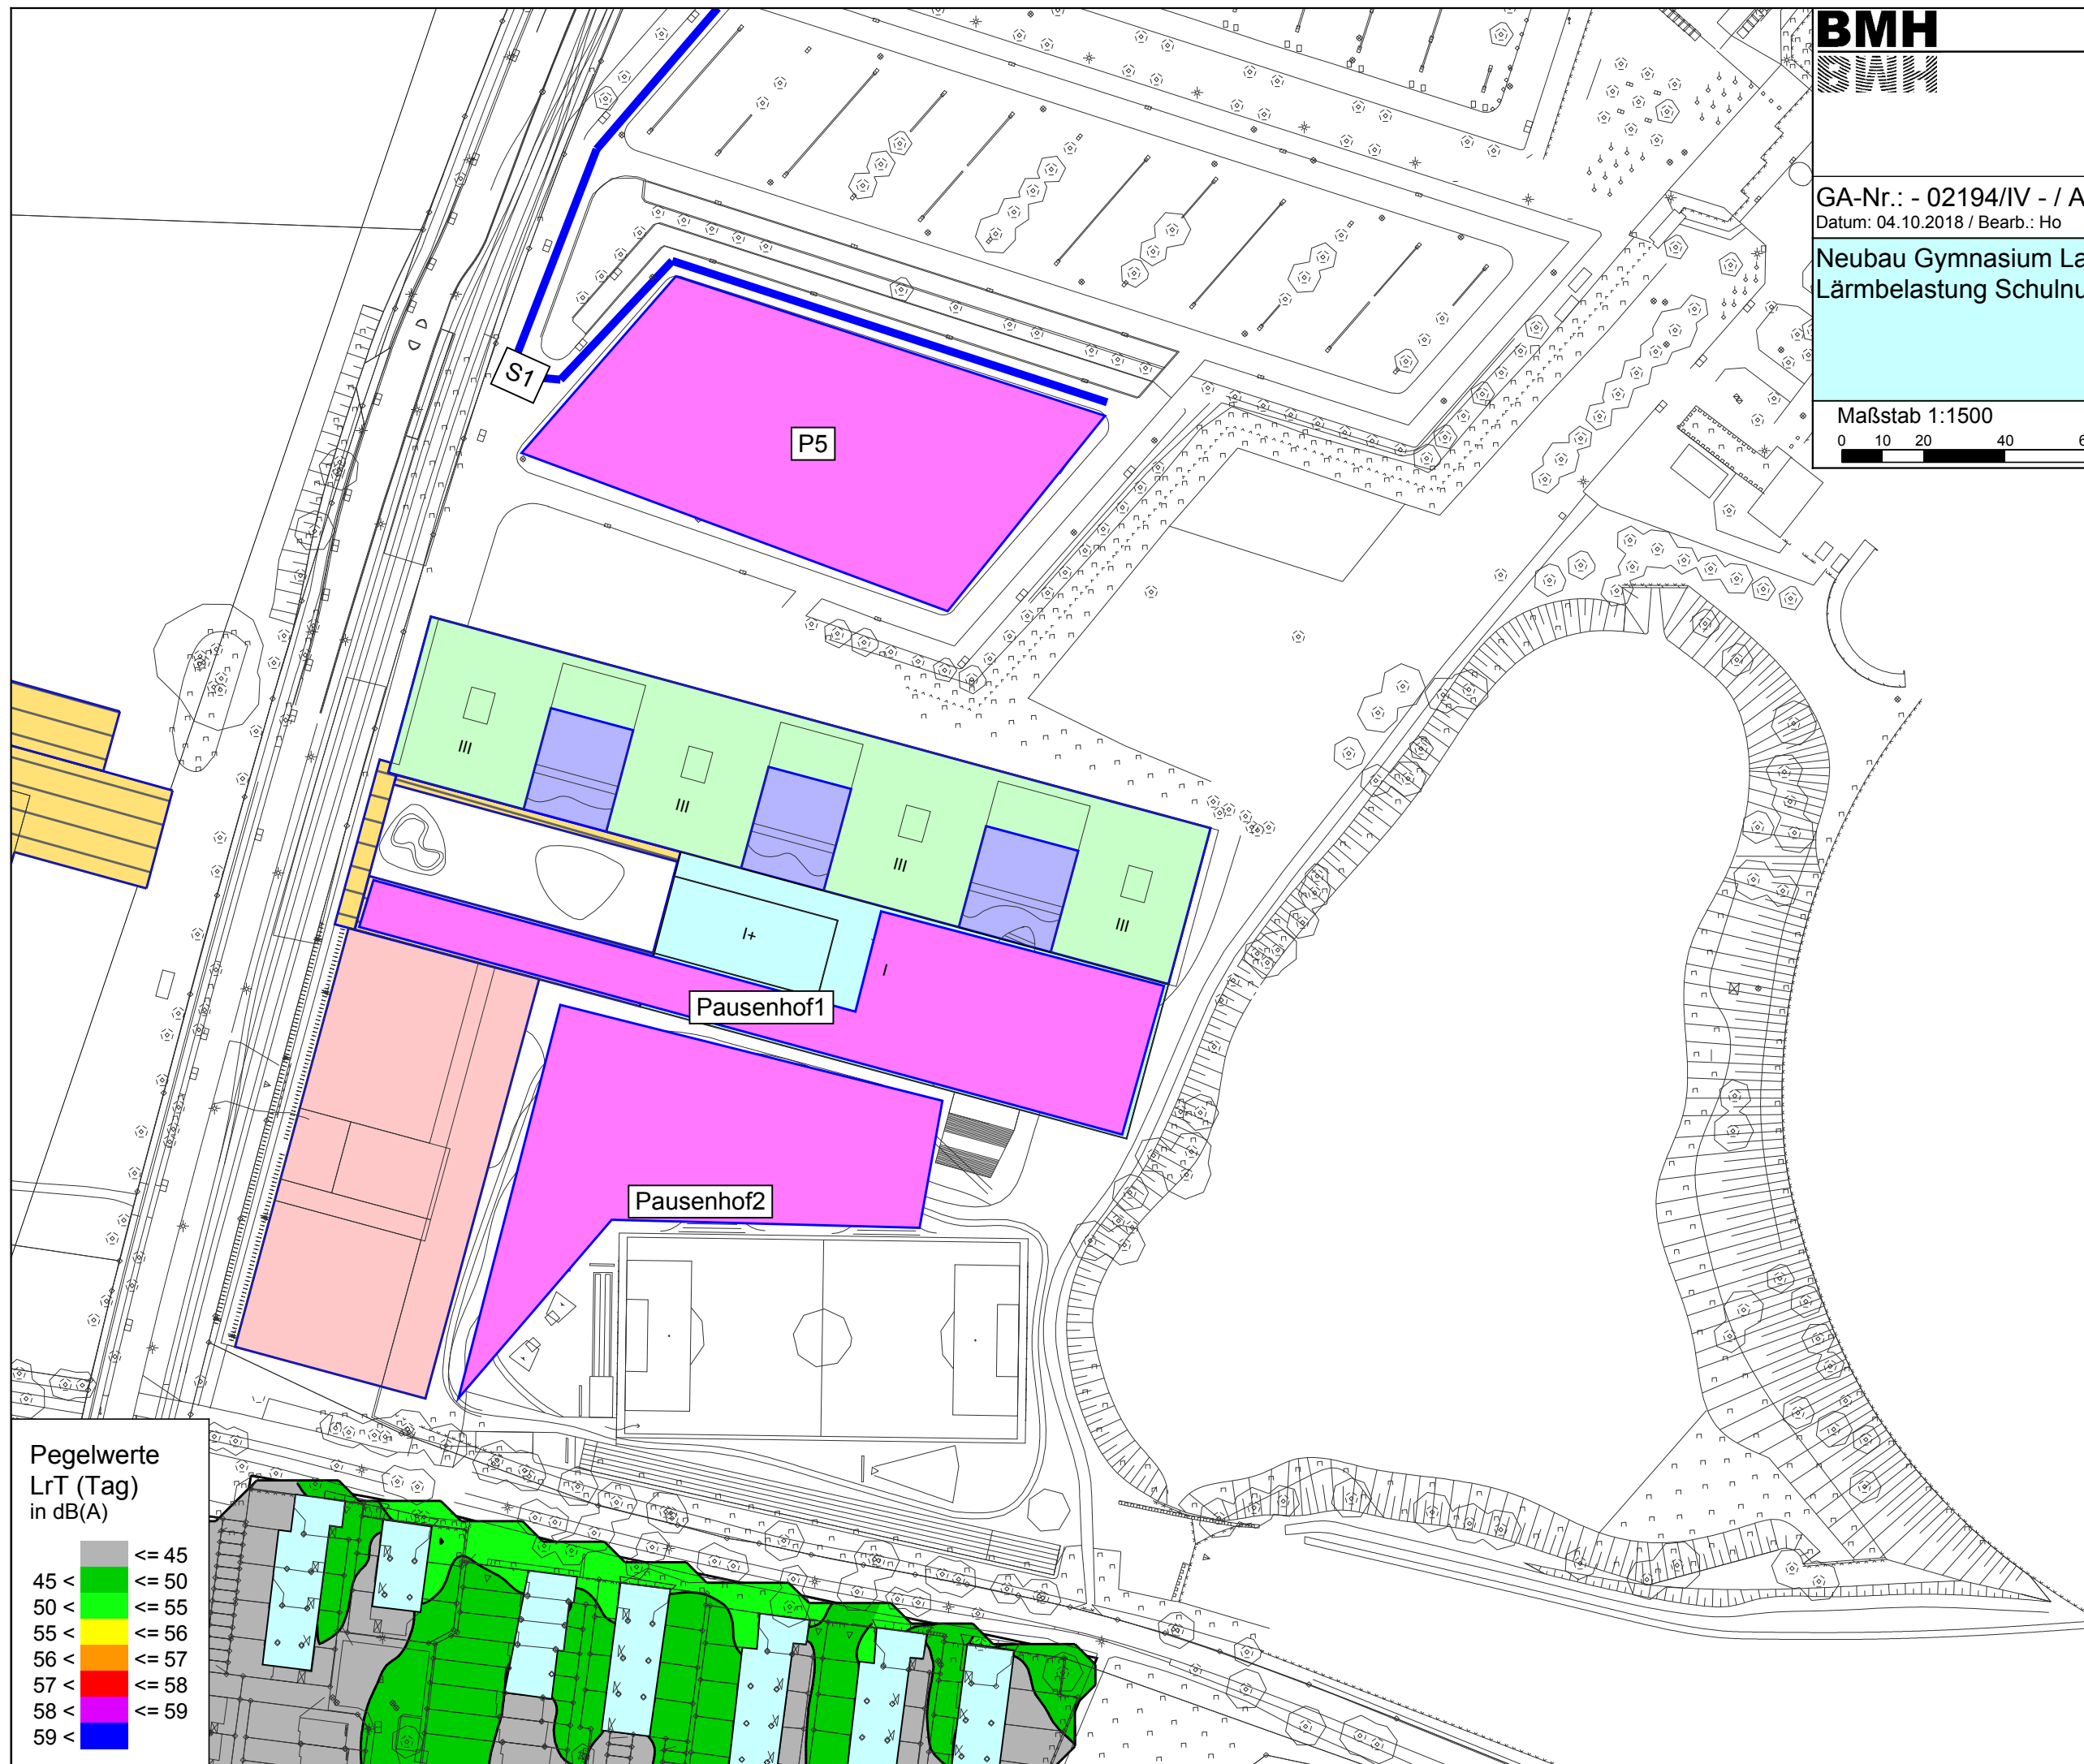 BMH
BMH
GA-Nr.: - 02194/IV - / A
Datum: 04.10.2018 / Bearb.: Ho
Neubau Gymnasium La
Lärmbelastung Schulnu
Maßstab 1:1500
0 10 20 40 6
S1
P5
III
III
III
III
I+
I
Pausenhof1
Pausenhof2
Pegelwerte
LrT (Tag)
in dB(A)
<= 45
45 < <= 50
50 < <= 55
55 < <= 56
56 < <= 57
57 < <= 58
58 < <= 59
59 <